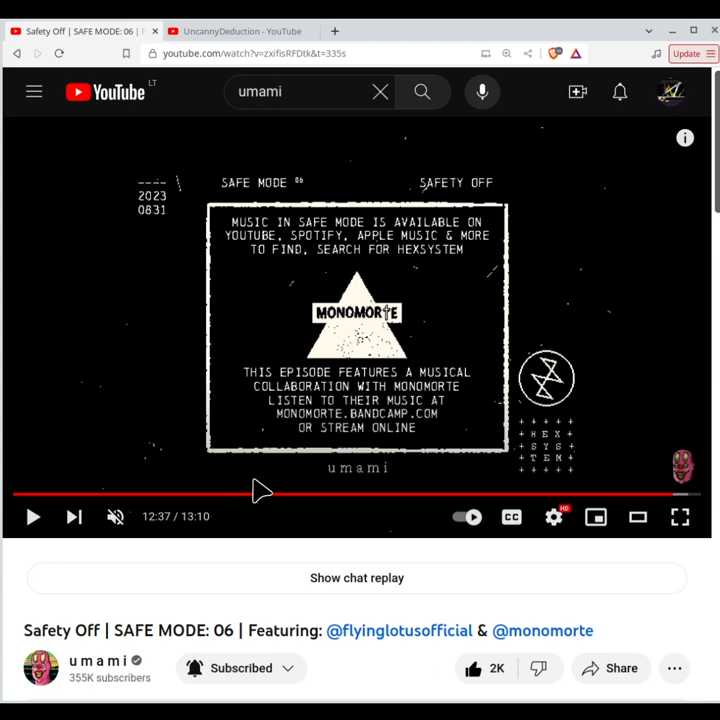 Safety Off | SAFE MODE: 06 | F
UncannyDeduction - YouTube
youtube.com/watch?v=zxifisRFDtk&t=335s
Update
YouTube LT
umami
----
2023
0831
SAFE MODE 06
SAFETY OFF
MUSIC IN SAFE MODE IS AVAILABLE ON
YOUTUBE, SPOTIFY, APPLE MUSIC & MORE
TO FIND, SEARCH FOR HEXSYSTEM
MONOMOR†E
THIS EPISODE FEATURES A MUSICAL
COLLABORATION WITH MONOMORTE
LISTEN TO THEIR MUSIC AT
MONOMORTE.BANDCAMP.COM
OR STREAM ONLINE
HEX
SYS
TEM
umami
12:37 / 13:10
CC
HD
Show chat replay
Safety Off | SAFE MODE: 06 | Featuring: @flyinglotusofficial & @monomorte
u m a m i
355K subscribers
Subscribed
2K
Share